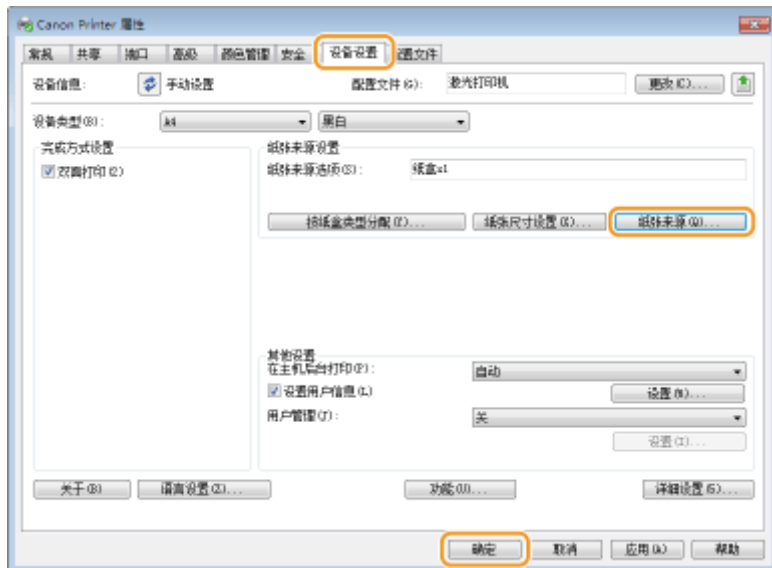 Canon Printer 属性
常规 共享 端口 高级 颜色管理 安全 设备设置 配置文件
设备信息: 手动设置 配置文件(G): 激光打印机 更改(C)...
设备类型(B): A4 黑白
完成方式设置 纸张来源设置
双面打印(2) 纸张来源选项(S): 纸盒x1
按纸盒类型分配(Y)... 纸张尺寸设置(X)... 纸张来源(Q)...
其他设置
在主机后台打印(P): 自动
设置用户信息(L) 设置(N)...
用户管理(J): 关
设置(I)...
关于(B) 语言设置(Z)... 功能(U)... 详细设置(S)...
确定 取消 应用(A) 帮助